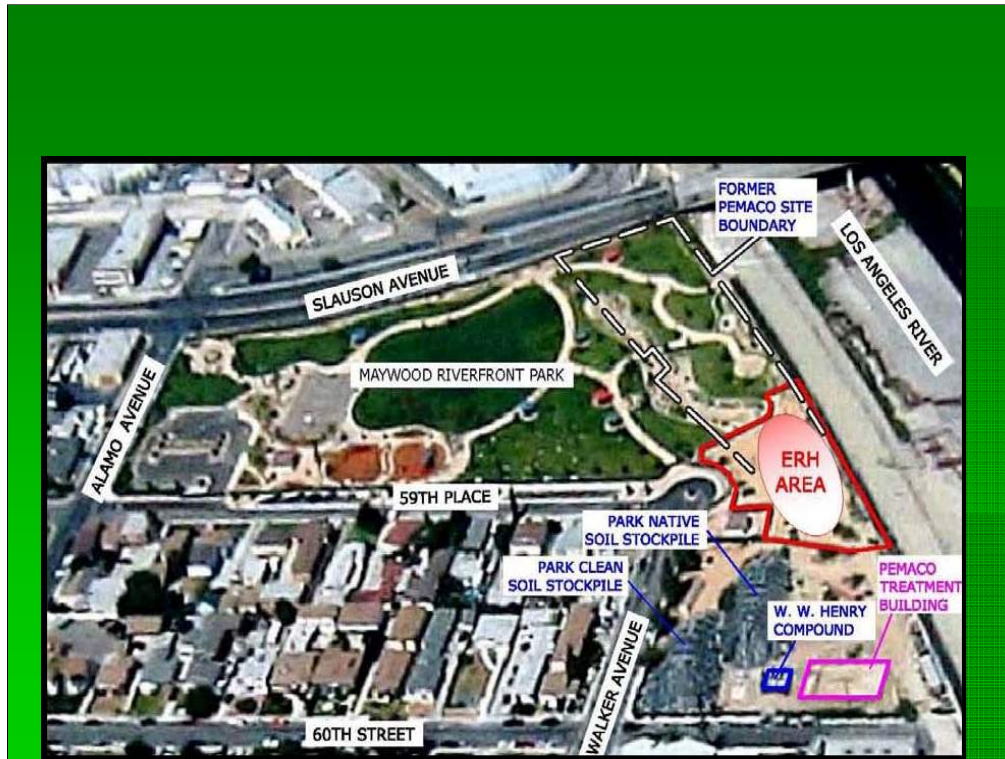 FORMER
PEMACO SITE
BOUNDARY
LOS ANGELES RIVER
SLAUSON AVENUE
MAYWOOD RIVERFRONT PARK
ALAMO AVENUE
ERH
AREA
59TH PLACE
PARK NATIVE
SOIL STOCKPILE
PARK CLEAN
SOIL STOCKPILE
PEMACO
TREATMENT
BUILDING
W. W. HENRY
COMPOUND
WALKER AVENUE
60TH STREET